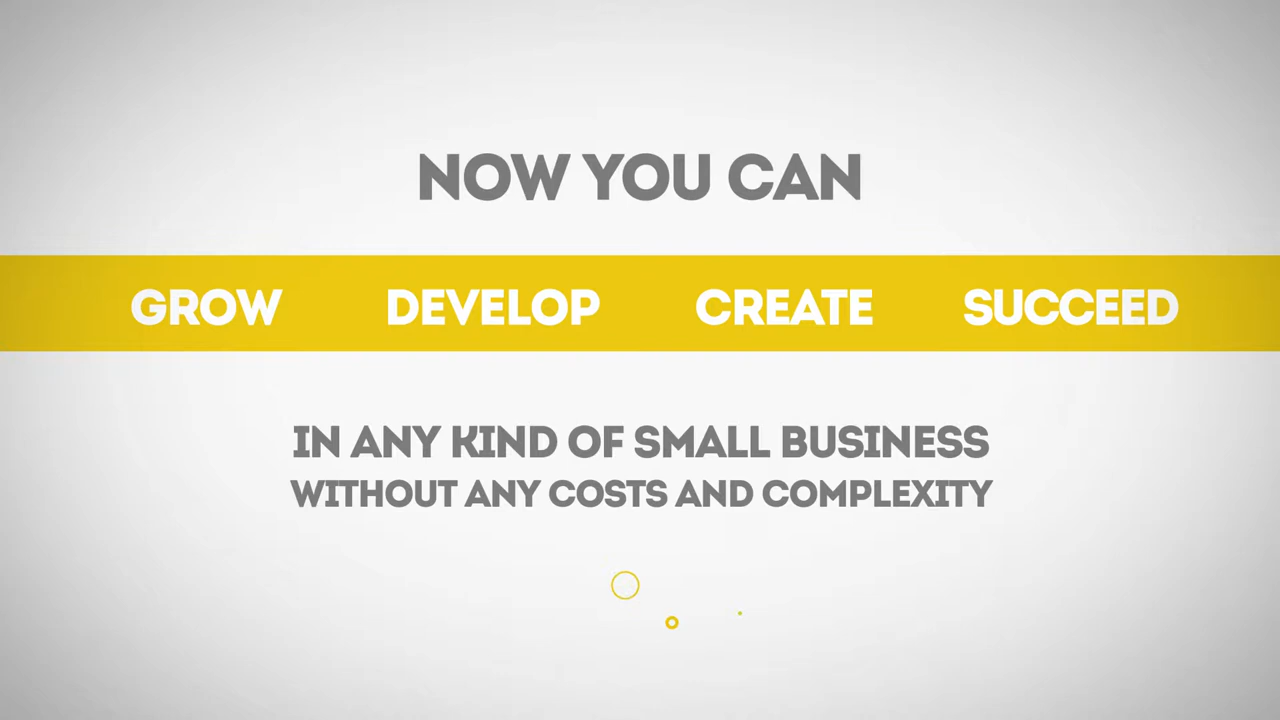 NOW YOU CAN
GROW DEVELOP CREATE SUCCEED
IN ANY KIND OF SMALL BUSINESS
WITHOUT ANY COSTS AND COMPLEXITY